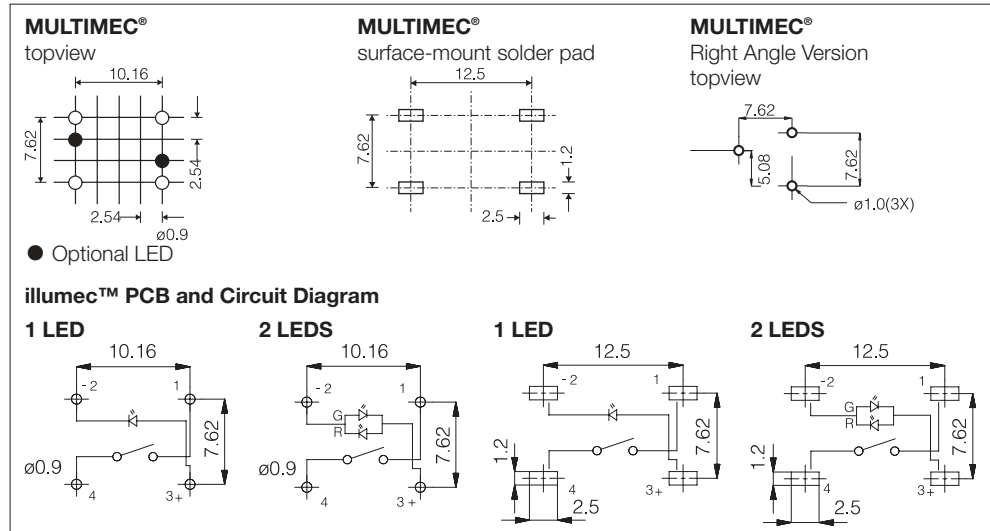 MULTIMEC®
topview
10.16
7.62
2.54
2.54
ø0.9
● Optional LED
MULTIMEC®
surface-mount solder pad
12.5
7.62
1.2
2.5
MULTIMEC®
Right Angle Version
topview
7.62
5.08
7.62
ø1.0(3X)
illumec™ PCB and Circuit Diagram
1 LED
10.16
- 2
1
7.62
ø0.9
4
3+
2 LEDS
10.16
- 2
1
G
R
7.62
ø0.9
4
3+
1 LED
12.5
- 2
1
7.62
1.2
4
3+
2.5
2 LEDS
12.5
-2
1
G
R
7.62
1.2
4
3+
2.5